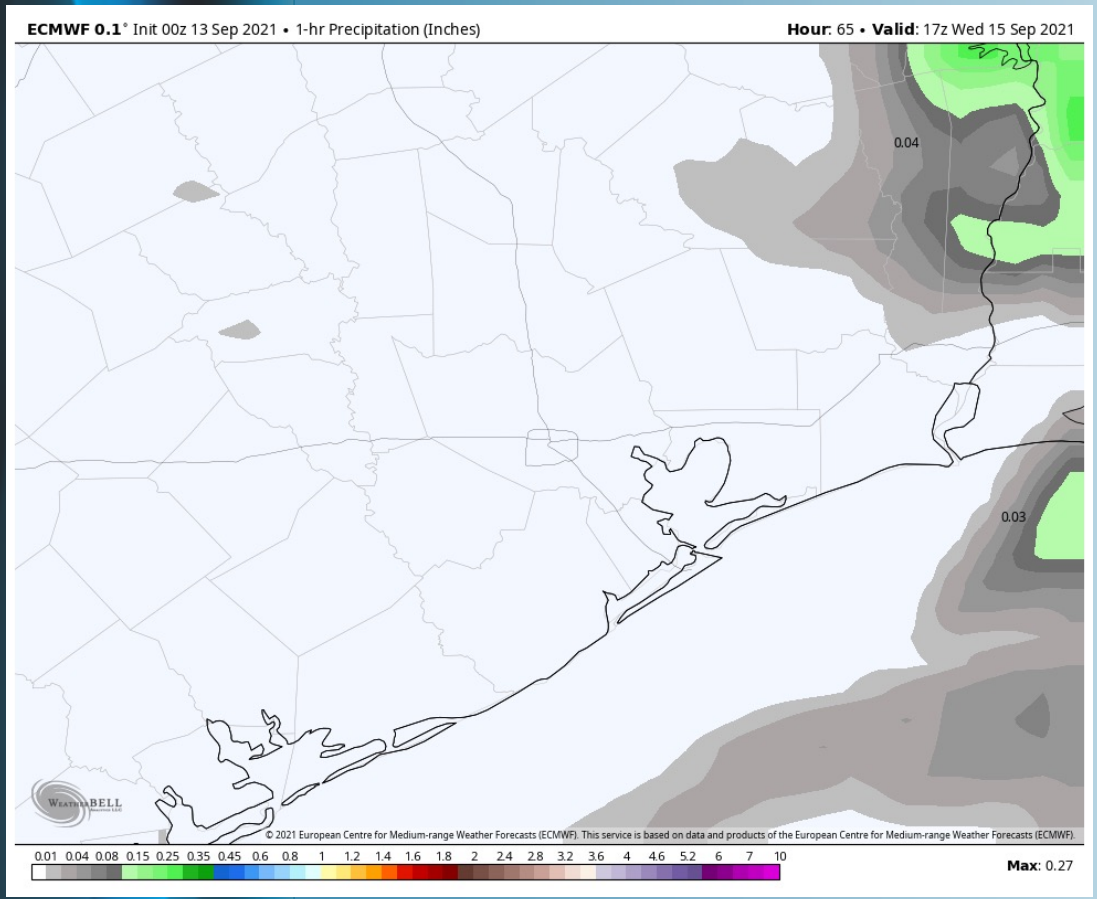 ECMWF 0.1° Init 00z 13 Sep 2021 • 1-hr Precipitation (Inches) Hour: 65 • Valid: 17z Wed 15 Sep 2021
0.04
0.03
WEATHERBELL
© 2021 European Centre for Medium-range Weather Forecasts (ECMWF). This service is based on data and products of the European Centre for Medium-range Weather Forecasts (ECMWF).
0.01 0.04 0.08 0.15 0.25 0.35 0.45 0.6 0.8 1 1.2 1.4 1.6 1.8 2 2.4 2.8 3.2 3.6 4 4.6 5.2 6 7 10 Max: 0.27